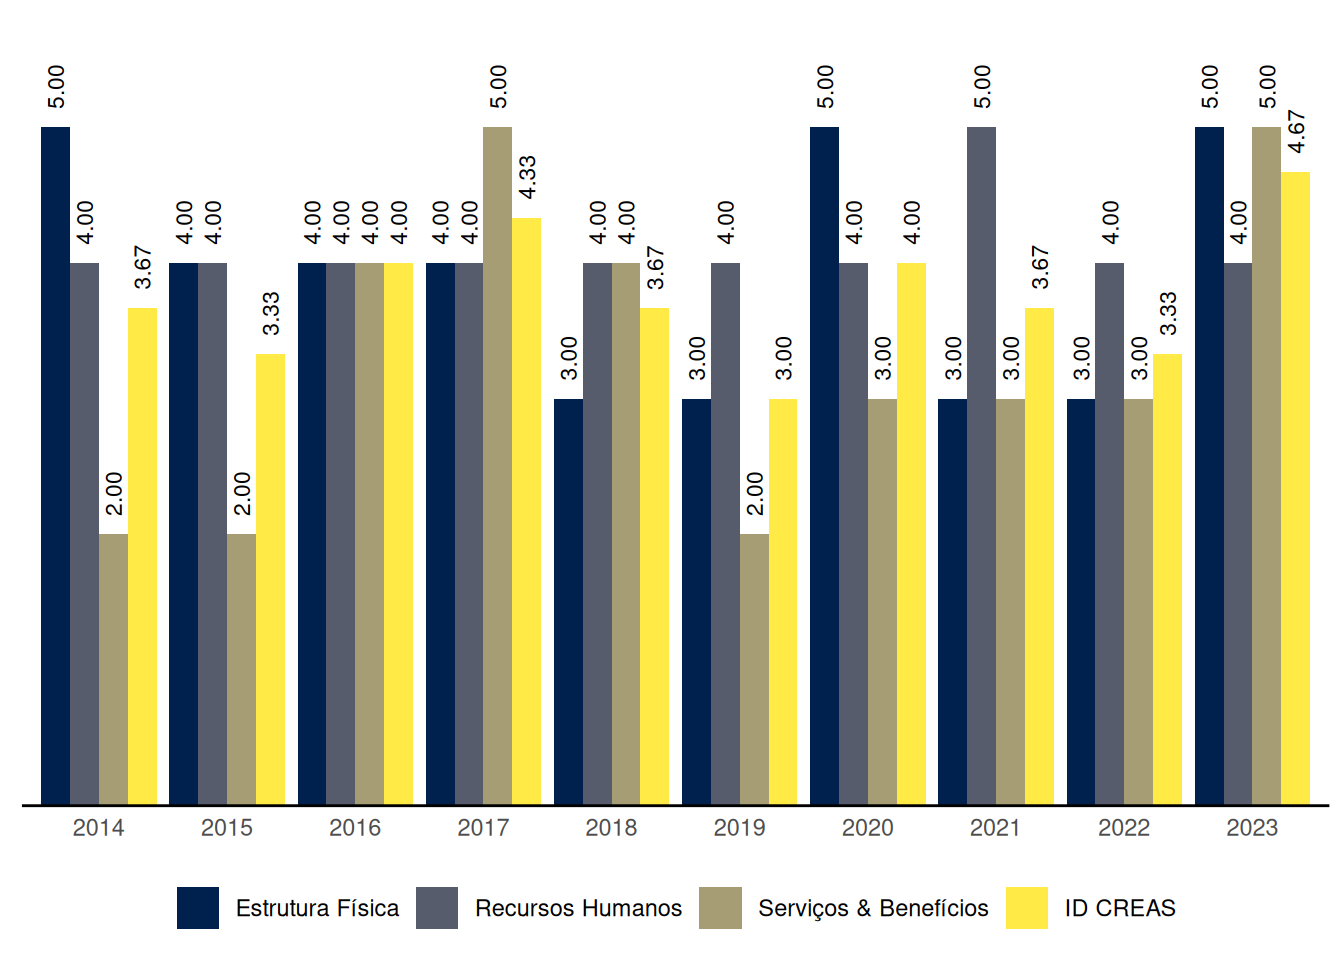 5.00 4.00 2.00 3.67 4.00 4.00 2.00 3.33 4.00 4.00 4.00 4.00 4.00 4.00 5.00 4.33 3.00 4.00 4.00 3.67 3.00 4.00 2.00 3.00 5.00 4.00 3.00 4.00 3.00 5.00 3.00 3.67 3.00 4.00 3.00 3.33 5.00 4.00 5.00 4.67
2014 2015 2016 2017 2018 2019 2020 2021 2022 2023
Estrutura Física Recursos Humanos Serviços & Benefícios ID CREAS